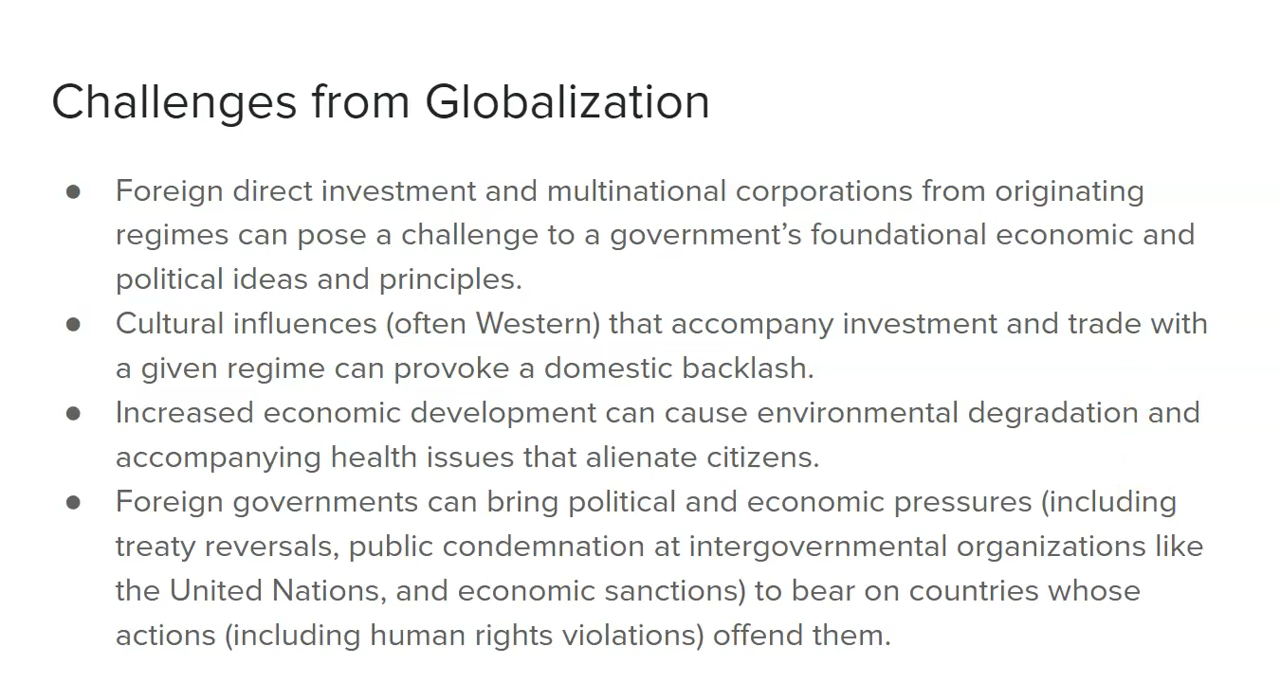 Challenges from Globalization
● Foreign direct investment and multinational corporations from originating
regimes can pose a challenge to a government’s foundational economic and
political ideas and principles.
● Cultural influences (often Western) that accompany investment and trade with
a given regime can provoke a domestic backlash.
● Increased economic development can cause environmental degradation and
accompanying health issues that alienate citizens.
● Foreign governments can bring political and economic pressures (including
treaty reversals, public condemnation at intergovernmental organizations like
the United Nations, and economic sanctions) to bear on countries whose
actions (including human rights violations) offend them.